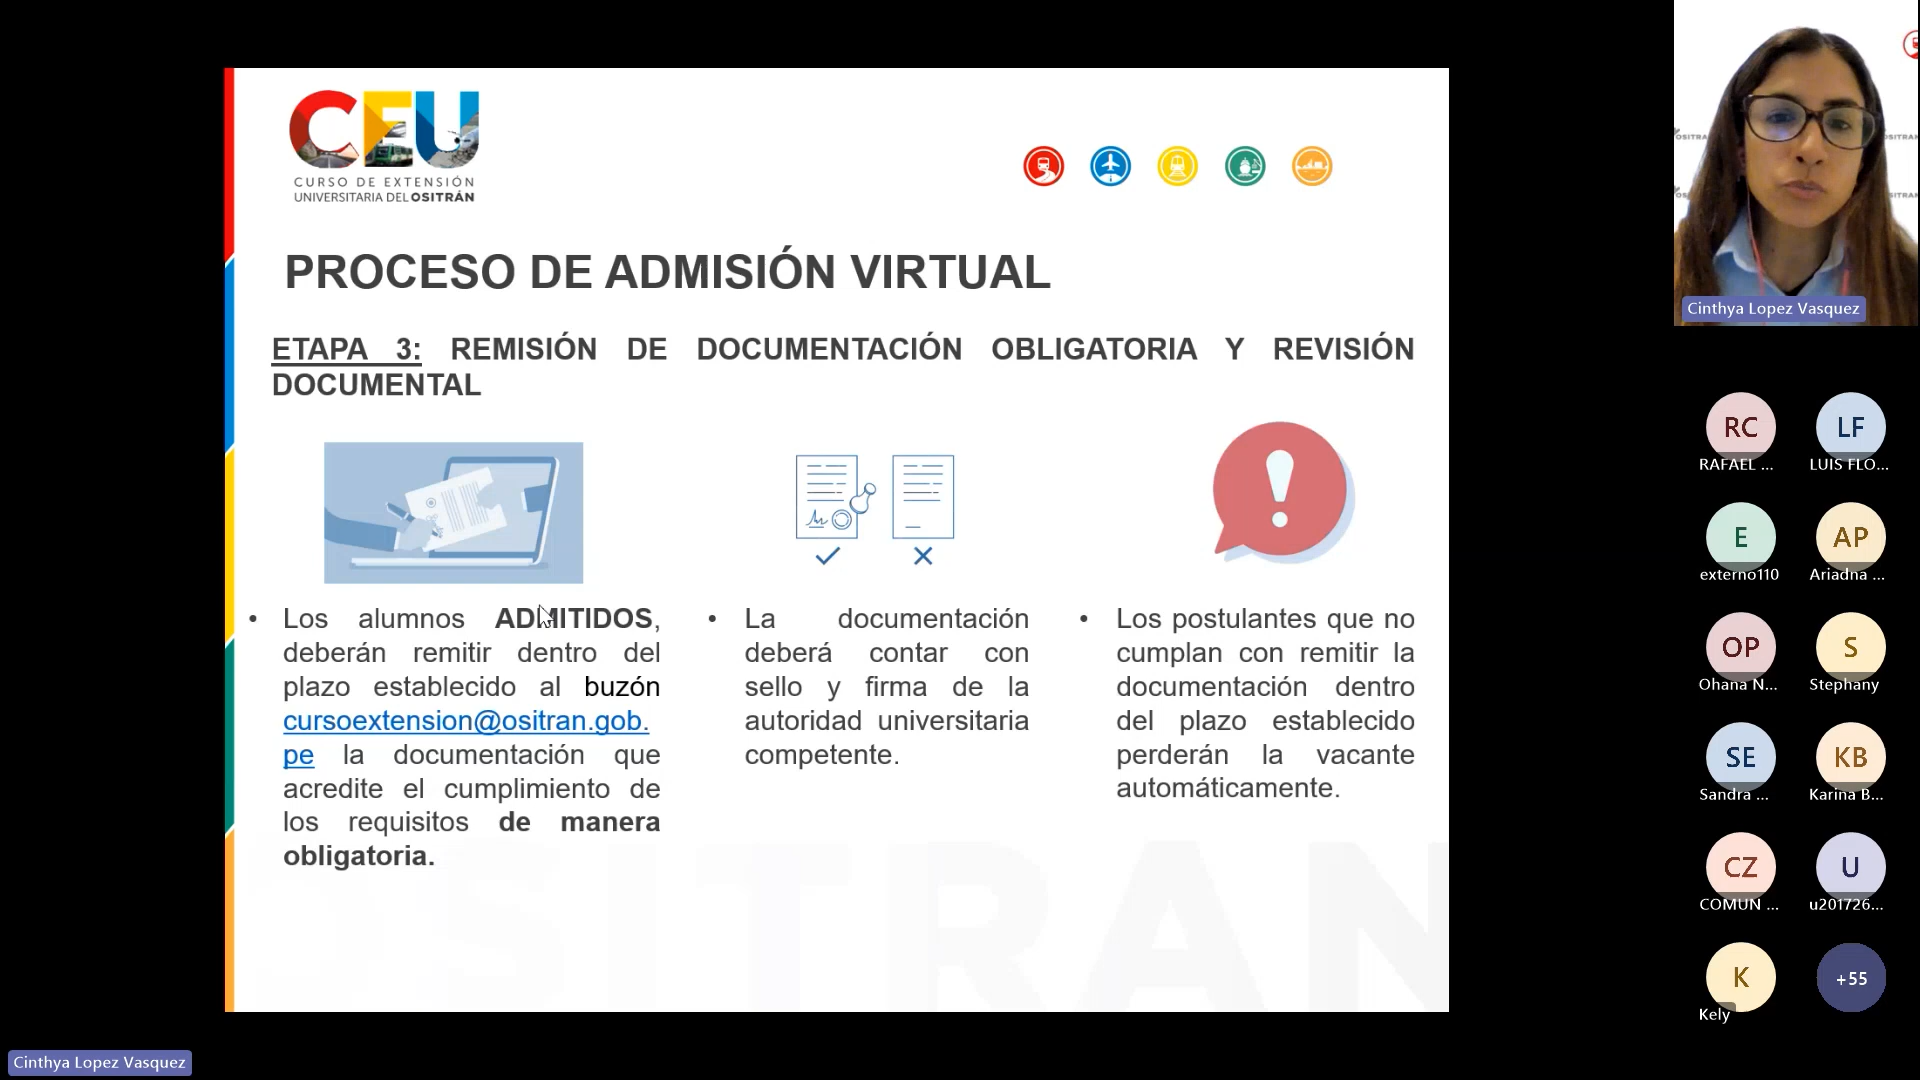 CEU
CURSO DE EXTENSIÓN
UNIVERSITARIA DEL OSITRÁN
PROCESO DE ADMISIÓN VIRTUAL
ETAPA 3: REMISIÓN DE DOCUMENTACIÓN OBLIGATORIA Y REVISIÓN
DOCUMENTAL
• Los alumnos ADMITIDOS,
deberán remitir dentro del
plazo establecido al buzón
cursoextension@ositran.gob.
pe la documentación que
acredite el cumplimiento de
los requisitos de manera
obligatoria.
• La documentación
deberá contar con
sello y firma de la
autoridad universitaria
competente.
• Los postulantes que no
cumplan con remitir la
documentación dentro
del plazo establecido
perderán la vacante
automáticamente.
OSITRAN
Cinthya Lopez Vasquez
RC
RAFAEL ...
LF
LUIS FLO...
E
externo110
AP
Ariadna ...
OP
Ohana N...
S
Stephany
SE
Sandra ...
KB
Karina B...
CZ
COMUN ...
U
u201726...
K
Kely
+55
Cinthya Lopez Vasquez